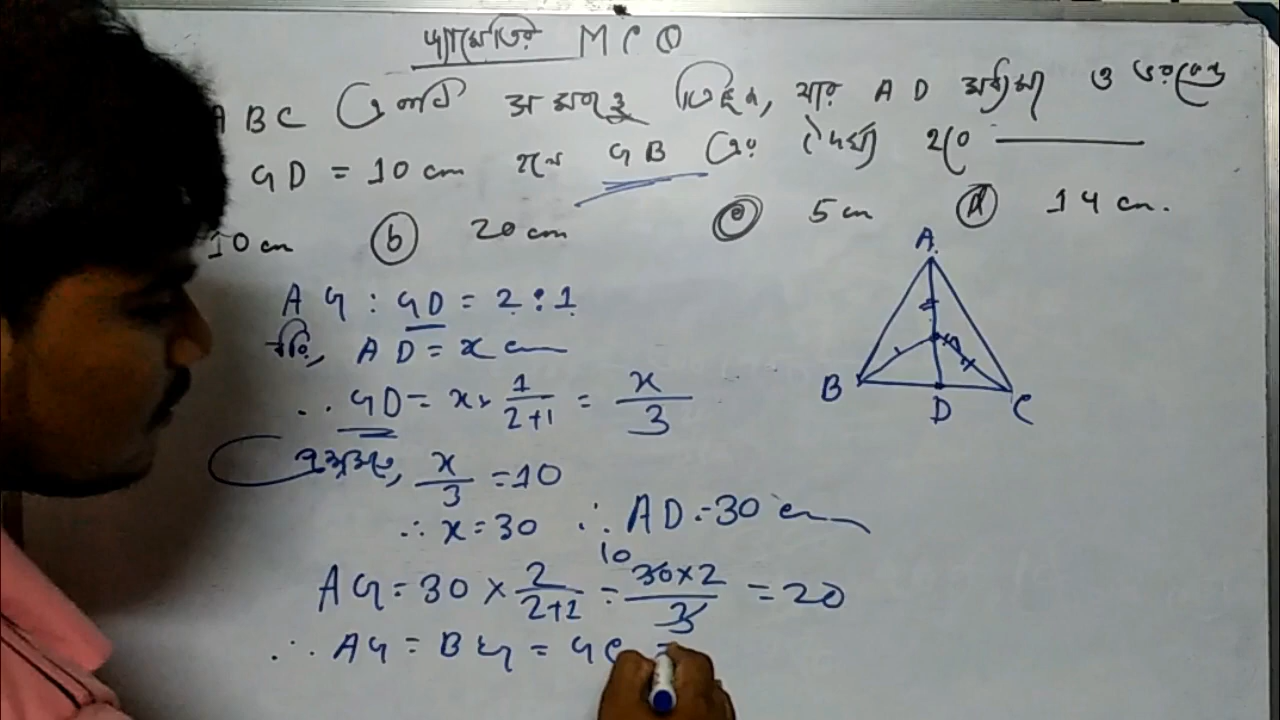 জ্যামিতির MCQ
ABC একটি সমবাহু ত্রিভুজ, যার AD মধ্যমা ও ভরকেন্দ্র
GD = 10 cm হলে GB এর দৈর্ঘ্য হবে
10 cm (b) 20 cm (c) 5 cm (d) 14 cm.
AG : GD = 2 : 1
ধরি, AD = x cm
∴ GD = x × 1/(2+1) = x/3
প্রশ্নমতে, x/3 = 10
∴ x = 30 ∴ AD = 30 cm
AG = 30 × 2/(2+1) = 30×2/3 = 20
10
∴ AG = BG = GC =
A
G
B D C